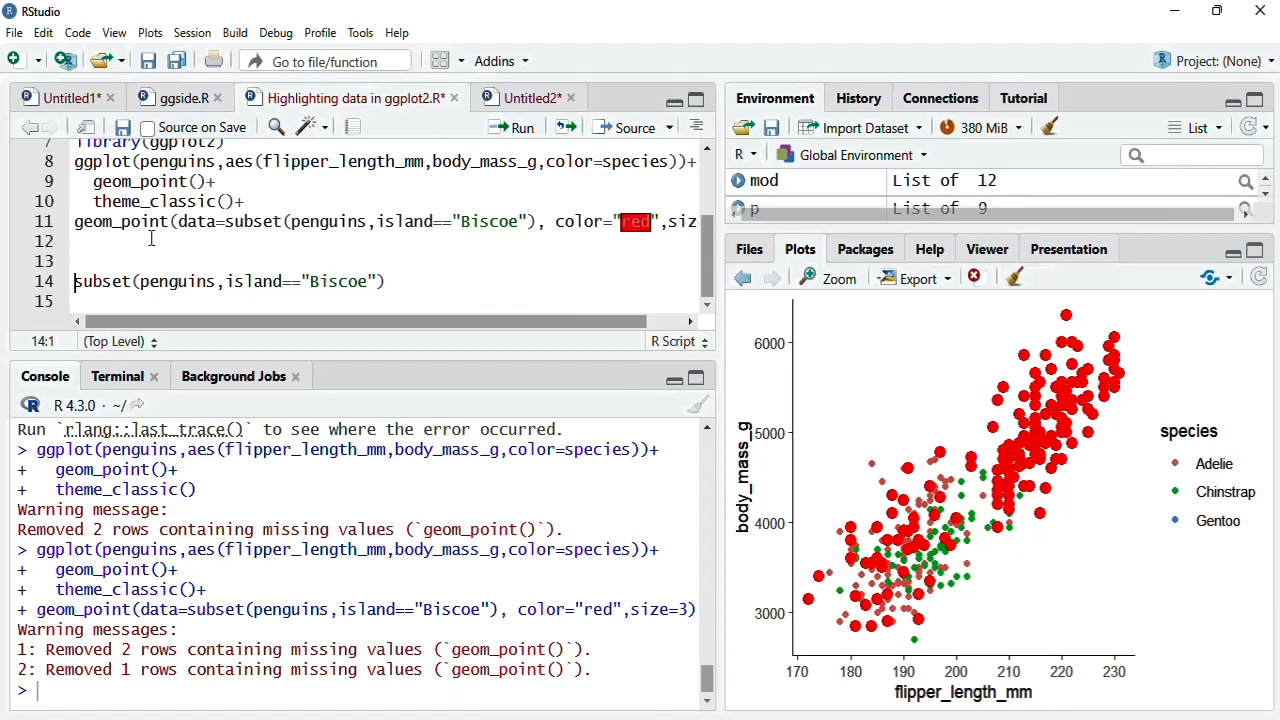 RStudio
File Edit Code View Plots Session Build Debug Profile Tools Help
Go to file/function Addins Project: (None)
Untitled1* ggside.R Highlighting data in ggplot2.R* Untitled2*
Source on Save Run Source
7 library(ggplot2)
8 ggplot(penguins,aes(flipper_length_mm,body_mass_g,color=species))+
9 geom_point()+
10 theme_classic()+
11 geom_point(data=subset(penguins,island=="Biscoe"), color="red",siz
12
13
14 subset(penguins,island=="Biscoe")
15
14:1 (Top Level) R Script
Console Terminal Background Jobs
R 4.3.0 · ~/
Run `rlang::last_trace()` to see where the error occurred.
> ggplot(penguins,aes(flipper_length_mm,body_mass_g,color=species))+
+ geom_point()+
+ theme_classic()
Warning message:
Removed 2 rows containing missing values (`geom_point()`).
> ggplot(penguins,aes(flipper_length_mm,body_mass_g,color=species))+
+ geom_point()+
+ theme_classic()+
+ geom_point(data=subset(penguins,island=="Biscoe"), color="red",size=3)
Warning messages:
1: Removed 2 rows containing missing values (`geom_point()`).
2: Removed 1 rows containing missing values (`geom_point()`).
>
Environment History Connections Tutorial
Import Dataset 380 MiB List
R Global Environment
mod List of 12
p List of 9
Files Plots Packages Help Viewer Presentation
Zoom Export
6000
5000
4000
3000
body_mass_g
170 180 190 200 210 220 230
flipper_length_mm
species
Adelie
Chinstrap
Gentoo